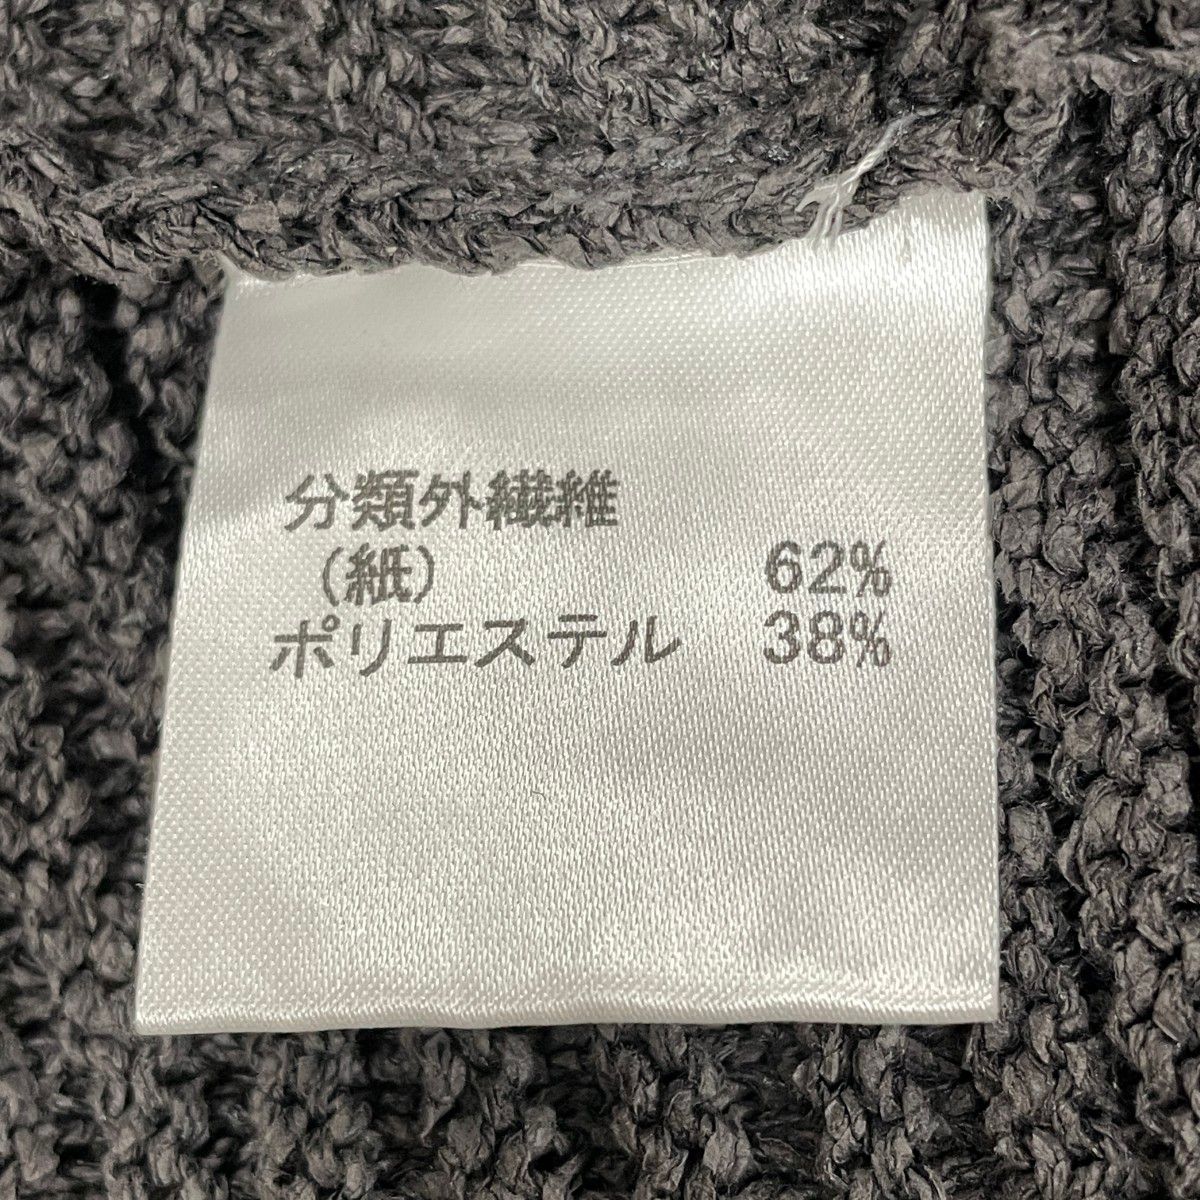 分類外繊維
(紙) 62%
ポリエステル 38%